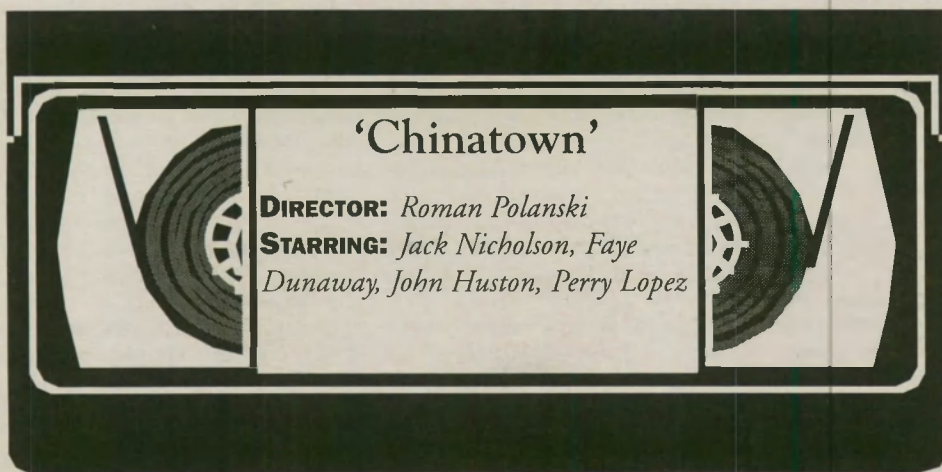 ‘Chinatown’
DIRECTOR: Roman Polanski
STARRING: Jack Nicholson, Faye
Dunaway, John Huston, Perry Lopez